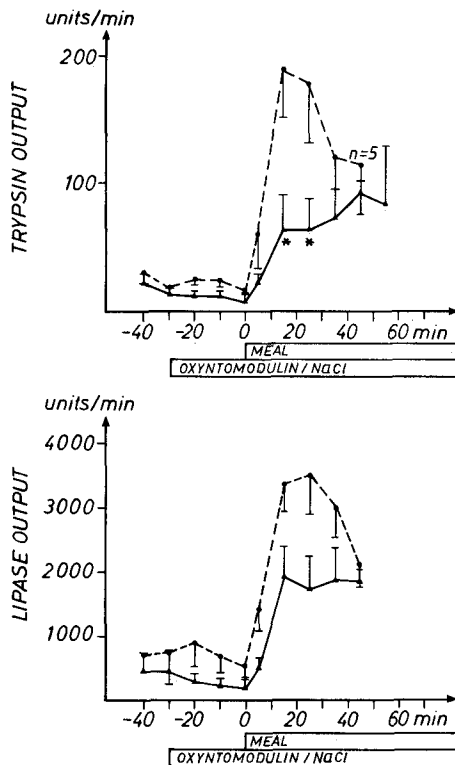 units/min
TRYPSIN OUTPUT
200
100
n=5
* *
-40 -20 0 20 40 60 min
MEAL
OXYNTOMODULIN / NaCl
units/min
LIPASE OUTPUT
4000
3000
2000
1000
-40 -20 0 20 40 60 min
MEAL
OXYNTOMODULIN / NaCl